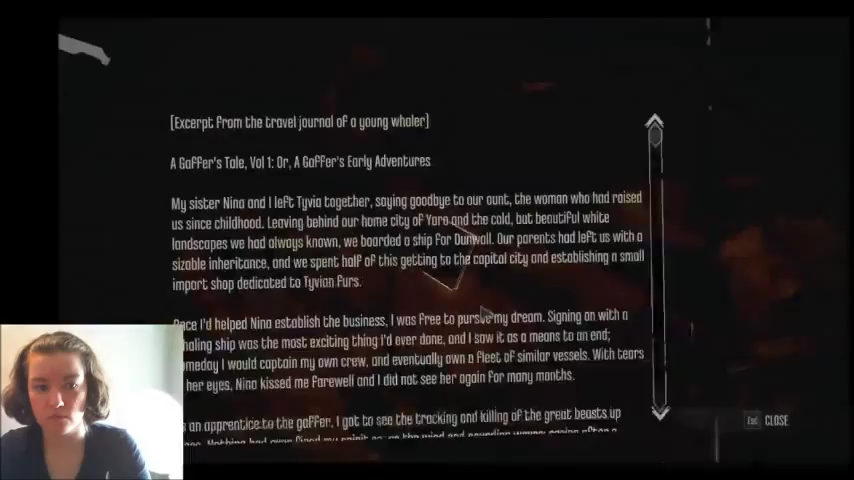 [Excerpt from the travel journal of a young whaler]
A Gaffer's Tale, Vol 1: Or, A Gaffer's Early Adventures
My sister Nina and I left Tyvia together, saying goodbye to our aunt, the woman who had raised
us since childhood. Leaving behind our home city of Yaro and the cold, but beautiful white
landscapes we had always known, we boarded a ship for Dunwall. Our parents had left us with a
sizable inheritance, and we spent half of this getting to the capital city and establishing a small
import shop dedicated to Tyvian Furs.
Once I'd helped Nina establish the business, I was free to pursue my dream. Signing on with a
haling ship was the most exciting thing I'd ever done, and I saw it as a means to an end;
omeday I would captain my own crew, and eventually own a fleet of similar vessels. With tears
her eyes, Nina kissed me farewell and I did not see her again for many months.
an apprentice to the gaffer, I got to see the tracking and killing of the great beasts up
Esc CLOSE